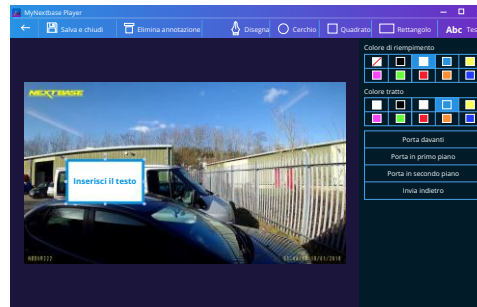 MyNextbase Player
Salva e chiudi
Elimina annotazione
Disegna
Cerchio
Quadrato
Rettangolo
Abc
Colore di riempimento
Colore tratto
NEXTBASE
Inserisci il testo
Porta davanti
Porta in primo piano
Porta in secondo piano
Invia indietro